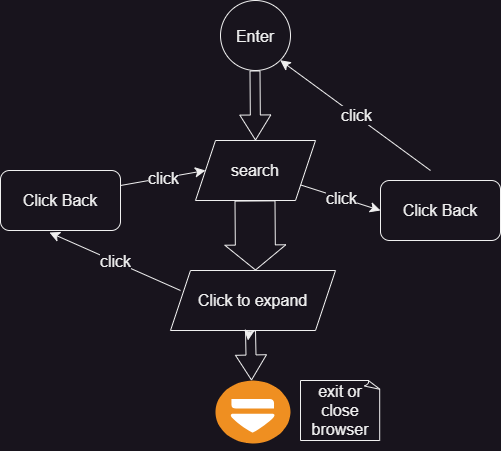 Enter
click
search
click
Click Back
click
Click Back
click
Click to expand
exit or
close
browser